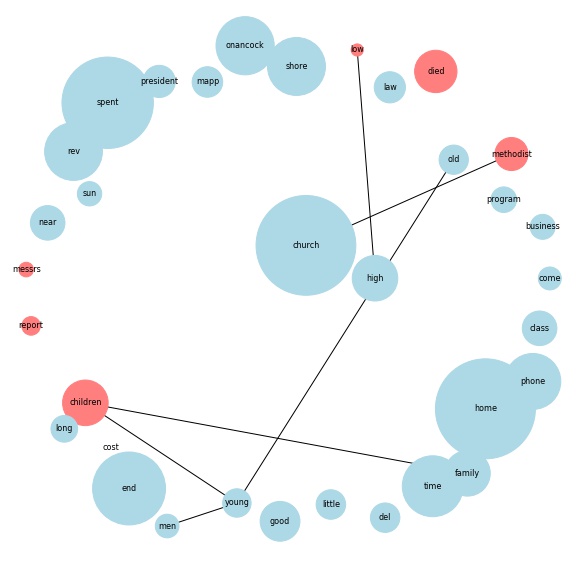 onancock
low
shore
died
president
mapp
law
spent
rev
methodist
old
sun
program
near
business
church
messrs
high
come
report
class
phone
children
home
long
cost
family
end
time
young
little
del
good
men